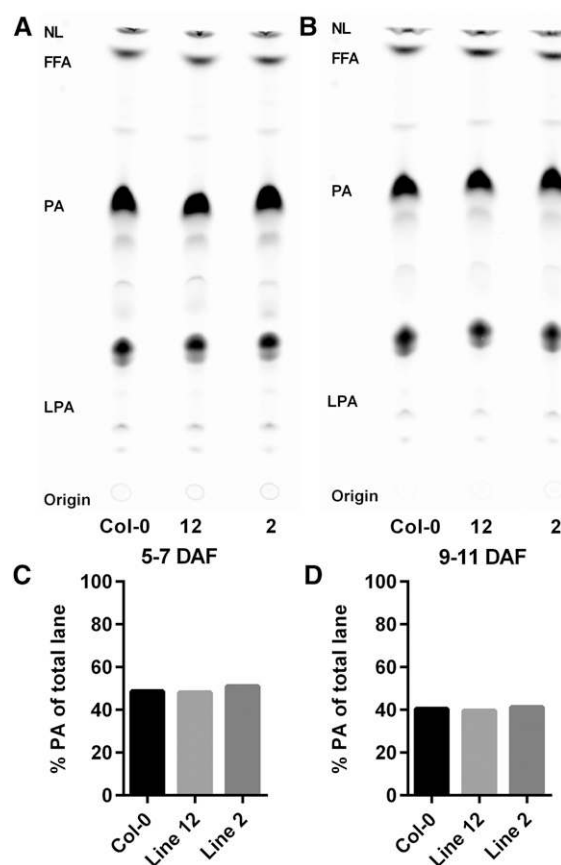 A
NL
FFA
PA
LPA
Origin
Col-0 12 2
5-7 DAF
B
NL
FFA
PA
LPA
Origin
Col-0 12 2
9-11 DAF
C
% PA of total lane
100
80
60
40
20
0
Col-0
Line 12
Line 2
D
% PA of total lane
100
80
60
40
20
0
Col-0
Line 12
Line 2